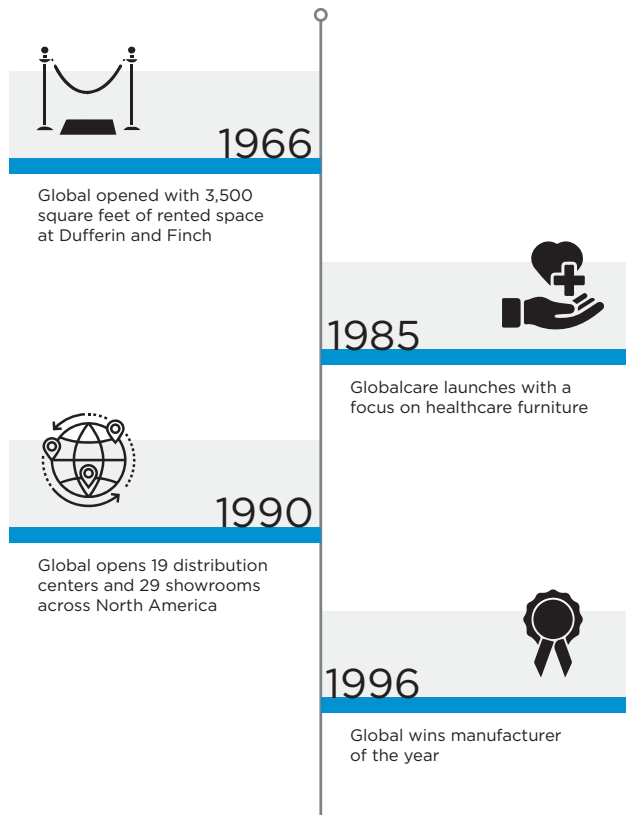 1966
Global opened with 3,500
square feet of rented space
at Dufferin and Finch
1985
Globalcare launches with a
focus on healthcare furniture
1990
Global opens 19 distribution
centers and 29 showrooms
across North America
1996
Global wins manufacturer
of the year